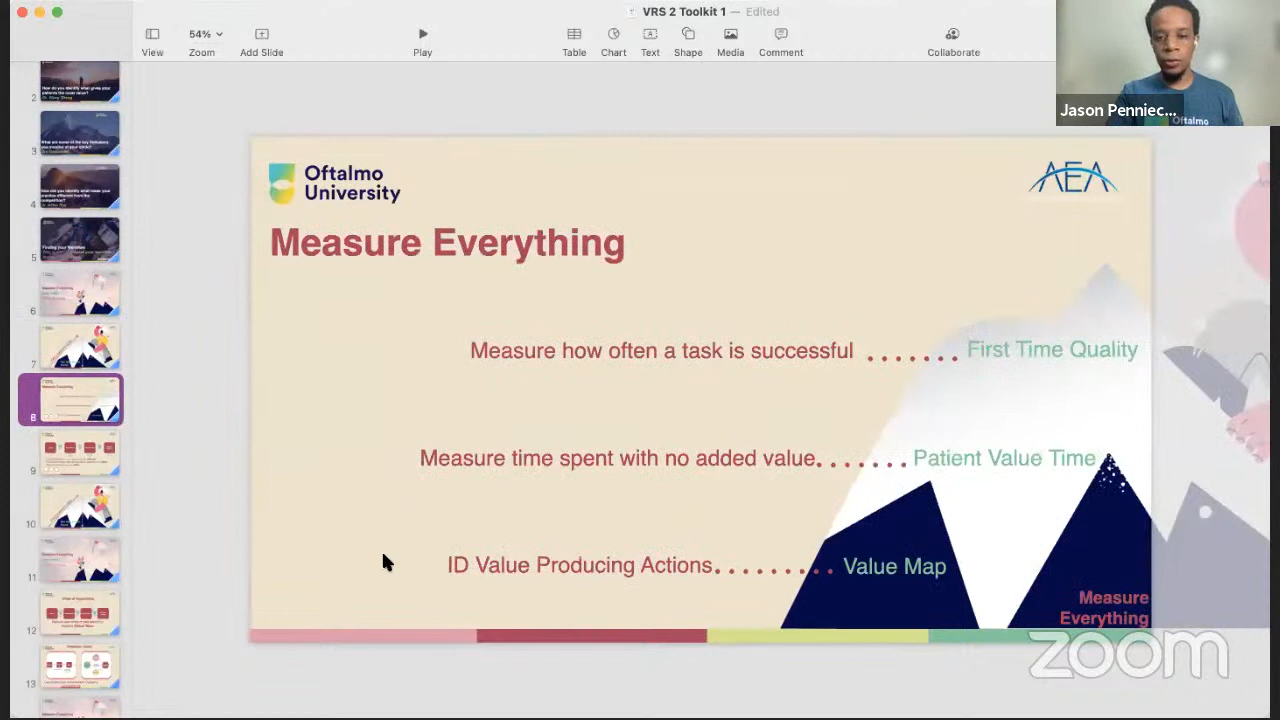 VRS 2 Toolkit 1 — Edited
54%
View
Zoom
Add Slide
Play
Table
Chart
Text
Shape
Media
Comment
Collaborate
Jason Penniec...
Oftalmo
2
3
4
5
6
7
8
9
10
11
12
13
Oftalmo
University
AEA
Measure Everything
Measure how often a task is successful ....... First Time Quality
Measure time spent with no added value....... Patient Value Time
ID Value Producing Actions......... Value Map
Measure
Everything
zoom